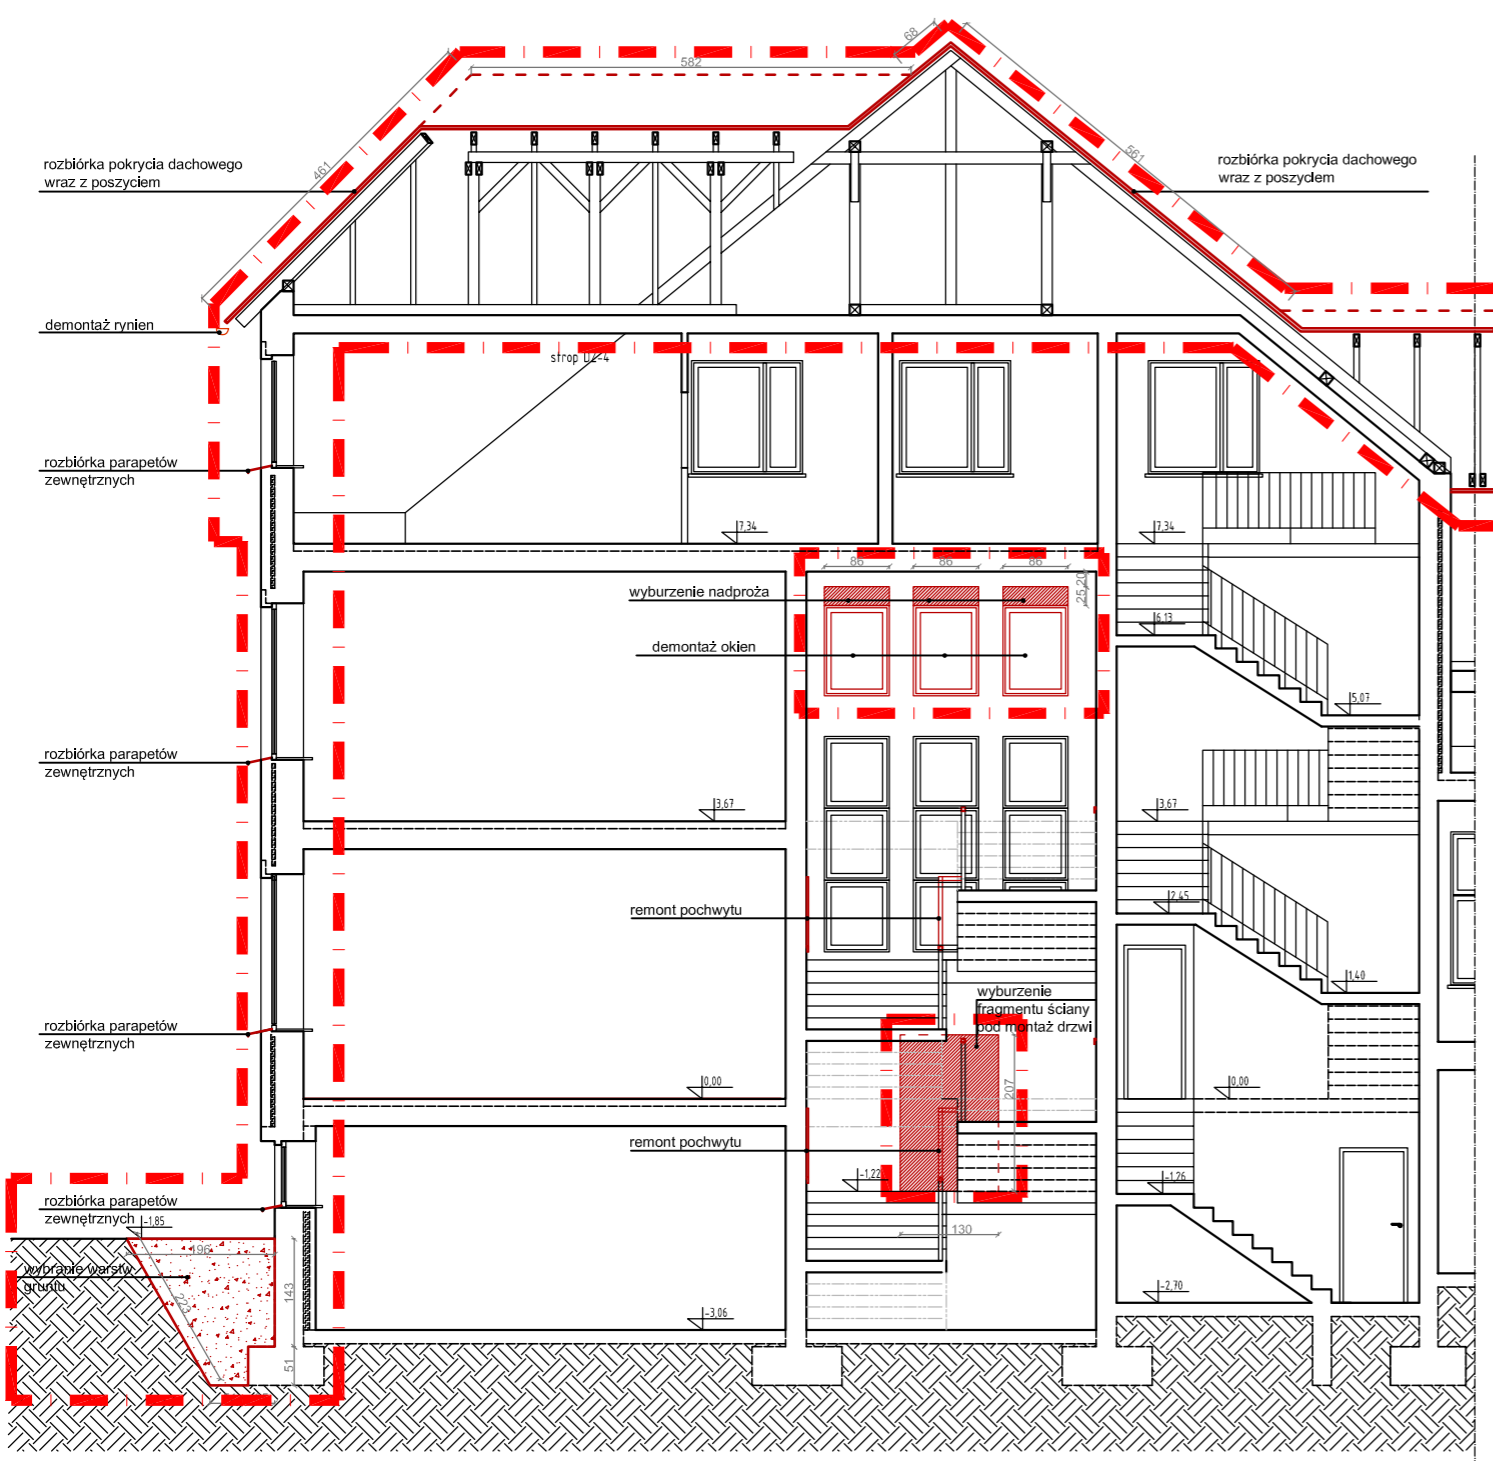 68
582
461
561
rozbiórka pokrycia dachowego
wraz z poszyciem
rozbiórka pokrycia dachowego
wraz z poszyciem
demontaż rynien
strop DZ-4
rozbiórka parapetów
zewnętrznych
7,34
7,34
86
86
86
25,20
wyburzenie nadproża
demontaż okien
6,13
5,07
rozbiórka parapetów
zewnętrznych
3,67
3,67
remont pochwytu
2,45
1,40
wyburzenie
fragmentu ściany
pod montaż drzwi
rozbiórka parapetów
zewnętrznych
0,00
0,00
207
remont pochwytu
-1,22
-1,26
rozbiórka parapetów
zewnętrznych
-1,85
130
196
wybranie warstw
gruntu
223
143
-2,70
-3,06
51